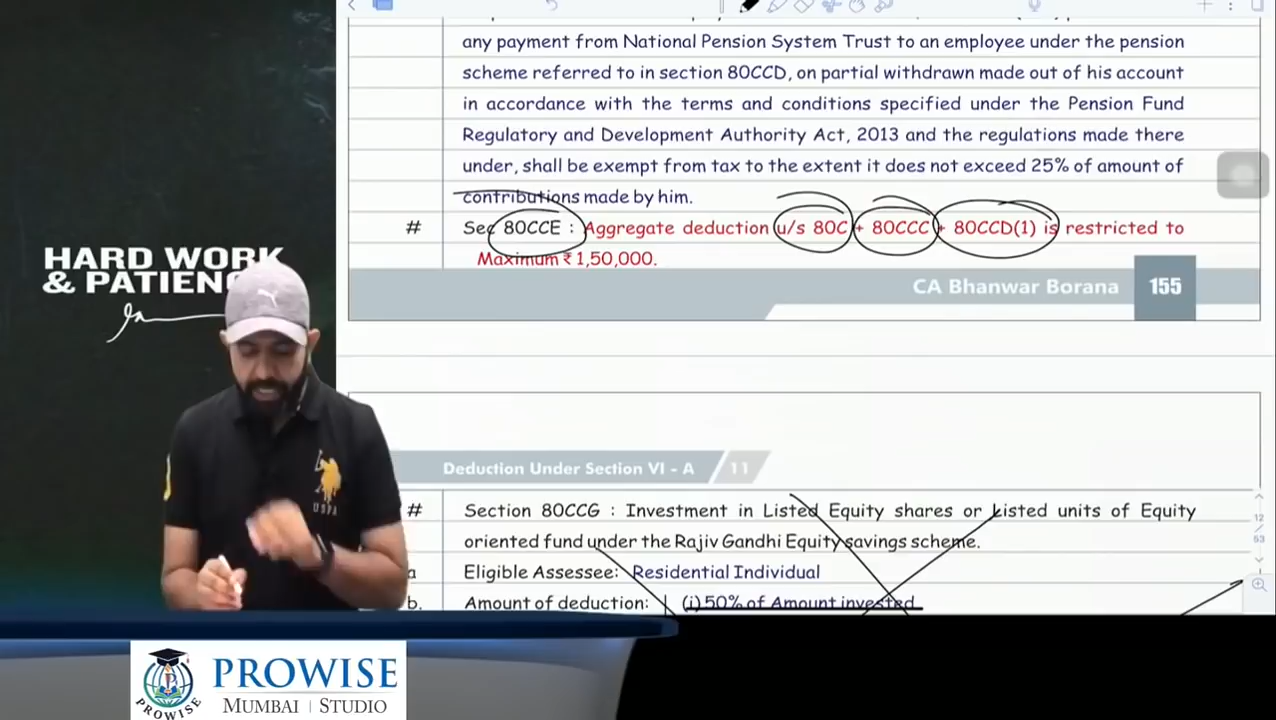 any payment from National Pension System Trust to an employee under the pension
scheme referred to in section 80CCD, on partial withdrawn made out of his account
in accordance with the terms and conditions specified under the Pension Fund
Regulatory and Development Authority Act, 2013 and the regulations made there
under, shall be exempt from tax to the extent it does not exceed 25% of amount of
contributions made by him.
# Sec 80CCE : Aggregate deduction u/s 80C + 80CCC + 80CCD(1) is restricted to
Maximum ₹ 1,50,000.
CA Bhanwar Borana 155
HARD WORK
& PATIENC
Deduction Under Section VI - A 11
# Section 80CCG : Investment in Listed Equity shares or Listed units of Equity
oriented fund under the Rajiv Gandhi Equity savings scheme.
a Eligible Assessee: Residential Individual
b. Amount of deduction: (i) 50% of Amount invested
12
63
USPA
PROWISE
MUMBAI | STUDIO
PROWISE